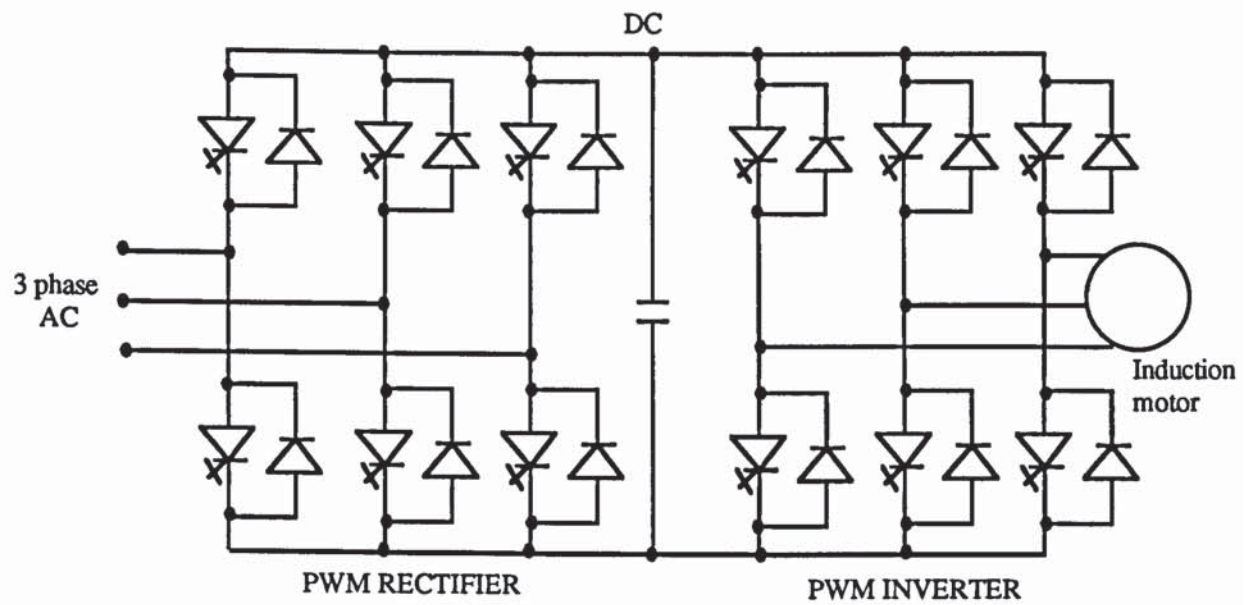 DC
3 phase
AC
Induction
motor
PWM RECTIFIER
PWM INVERTER